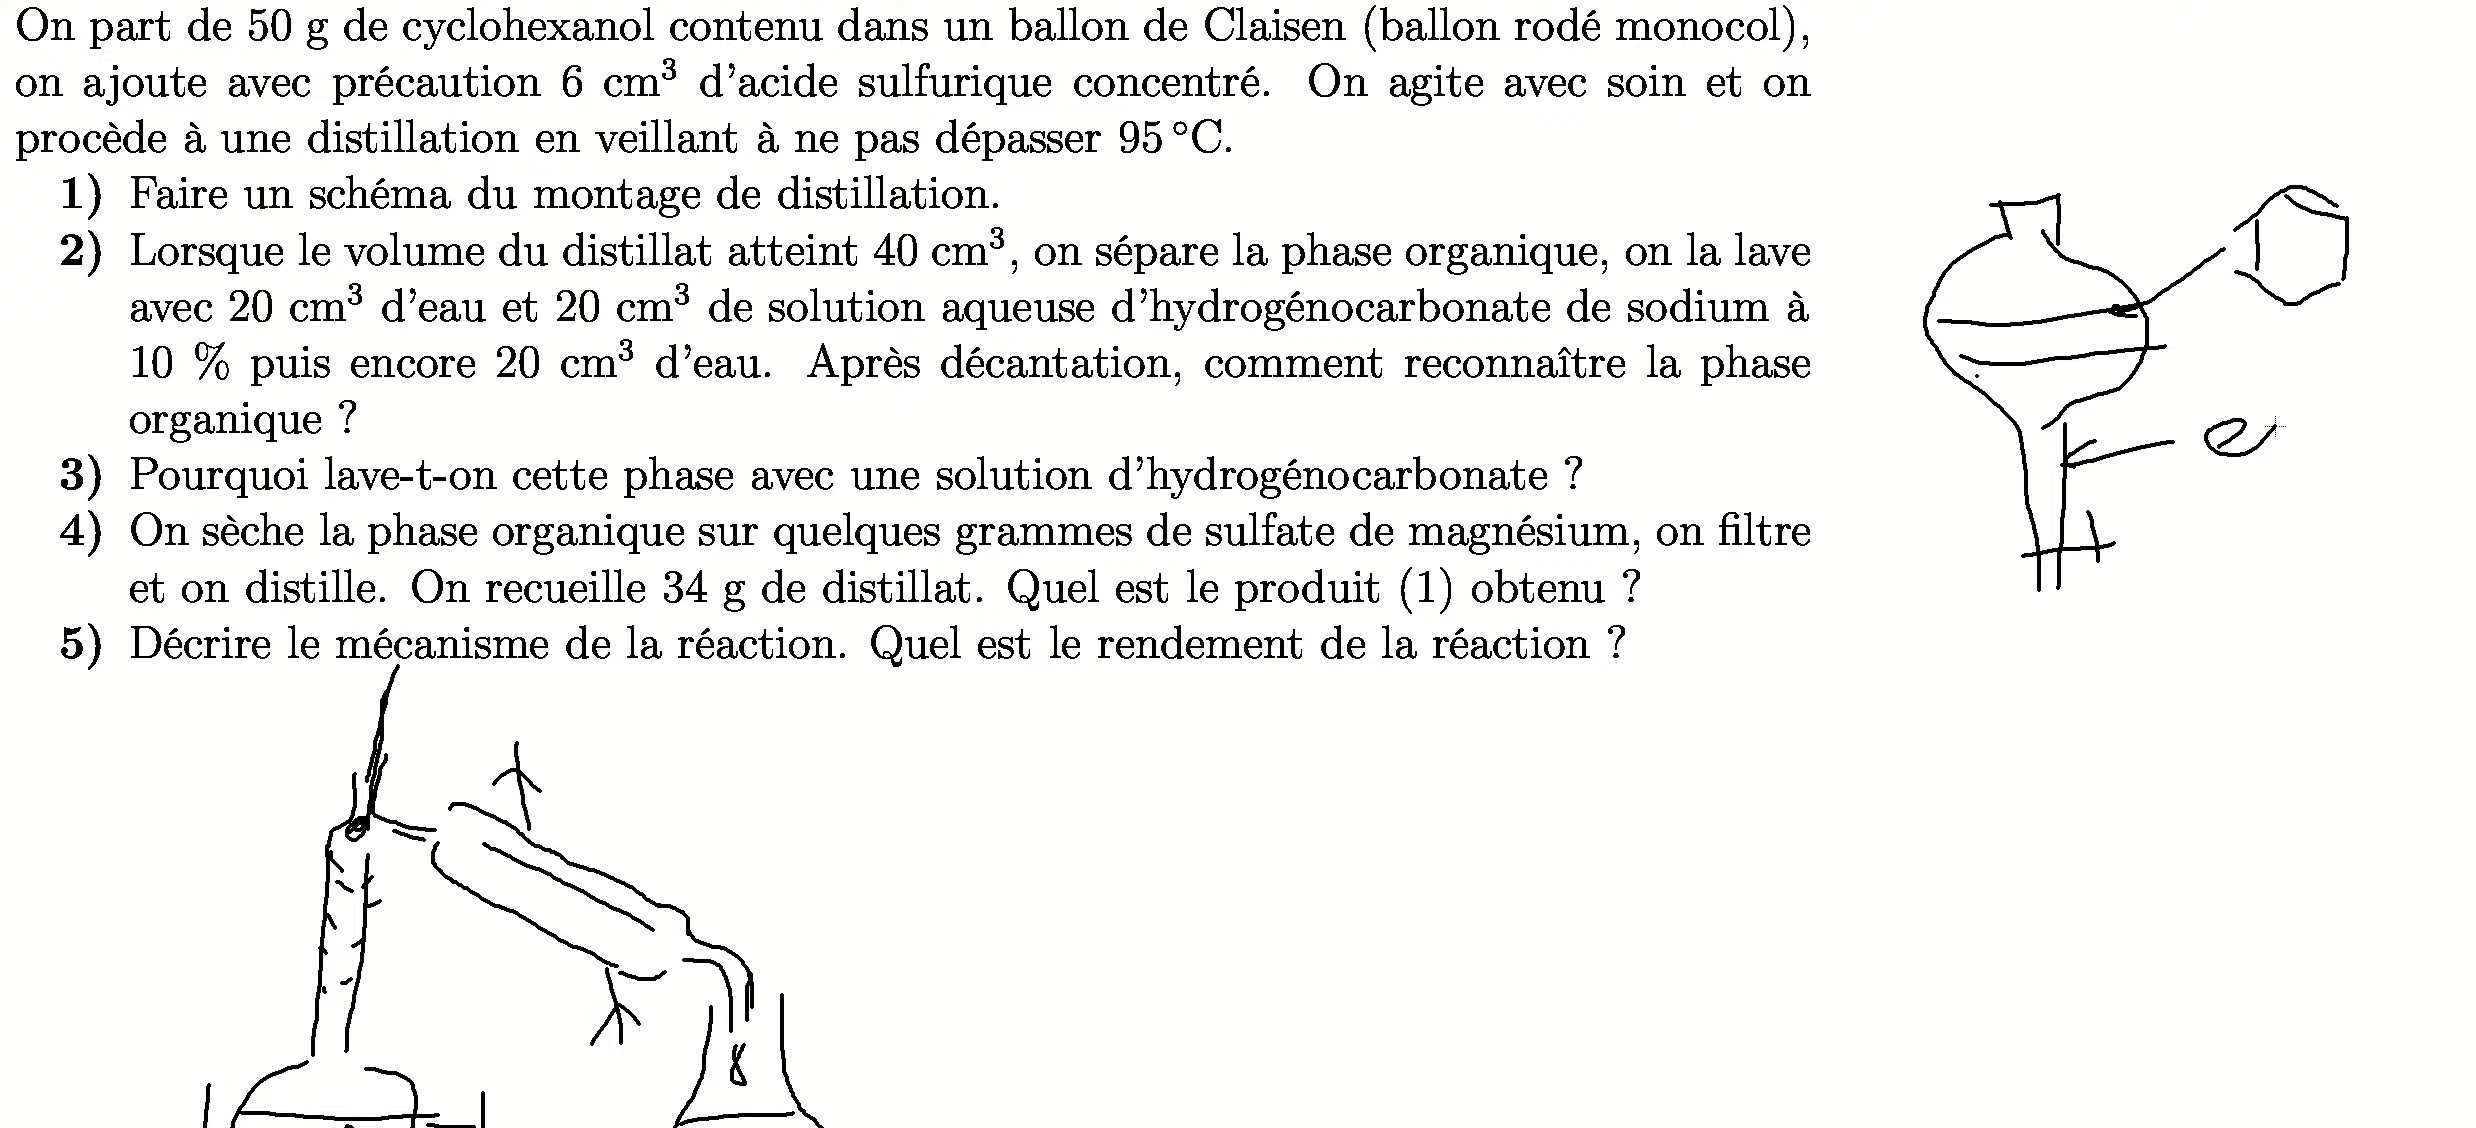 On part de 50 g de cyclohexanol contenu dans un ballon de Claisen (ballon rodé monocol),
on ajoute avec précaution 6 cm³ d'acide sulfurique concentré. On agite avec soin et on
procède à une distillation en veillant à ne pas dépasser 95 °C.
1) Faire un schéma du montage de distillation.
2) Lorsque le volume du distillat atteint 40 cm³, on sépare la phase organique, on la lave
avec 20 cm³ d'eau et 20 cm³ de solution aqueuse d'hydrogénocarbonate de sodium à
10 % puis encore 20 cm³ d'eau. Après décantation, comment reconnaître la phase
organique ?
3) Pourquoi lave-t-on cette phase avec une solution d'hydrogénocarbonate ?
4) On sèche la phase organique sur quelques grammes de sulfate de magnésium, on filtre
et on distille. On recueille 34 g de distillat. Quel est le produit (1) obtenu ?
5) Décrire le mécanisme de la réaction. Quel est le rendement de la réaction ?